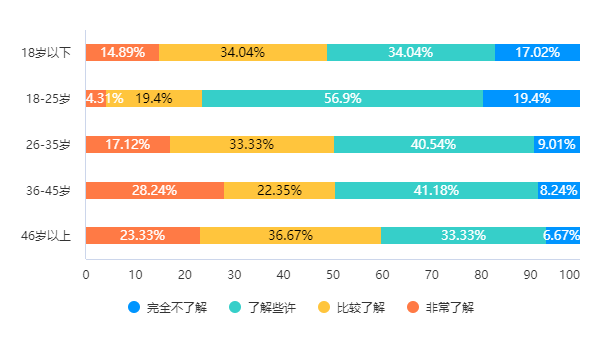 18岁以下 14.89% 34.04% 34.04% 17.02%
18-25岁 4.31% 19.4% 56.9% 19.4%
26-35岁 17.12% 33.33% 40.54% 9.01%
36-45岁 28.24% 22.35% 41.18% 8.24%
46岁以上 23.33% 36.67% 33.33% 6.67%
0 10 20 30 40 50 60 70 80 90 100
完全不了解 了解些许 比较了解 非常了解